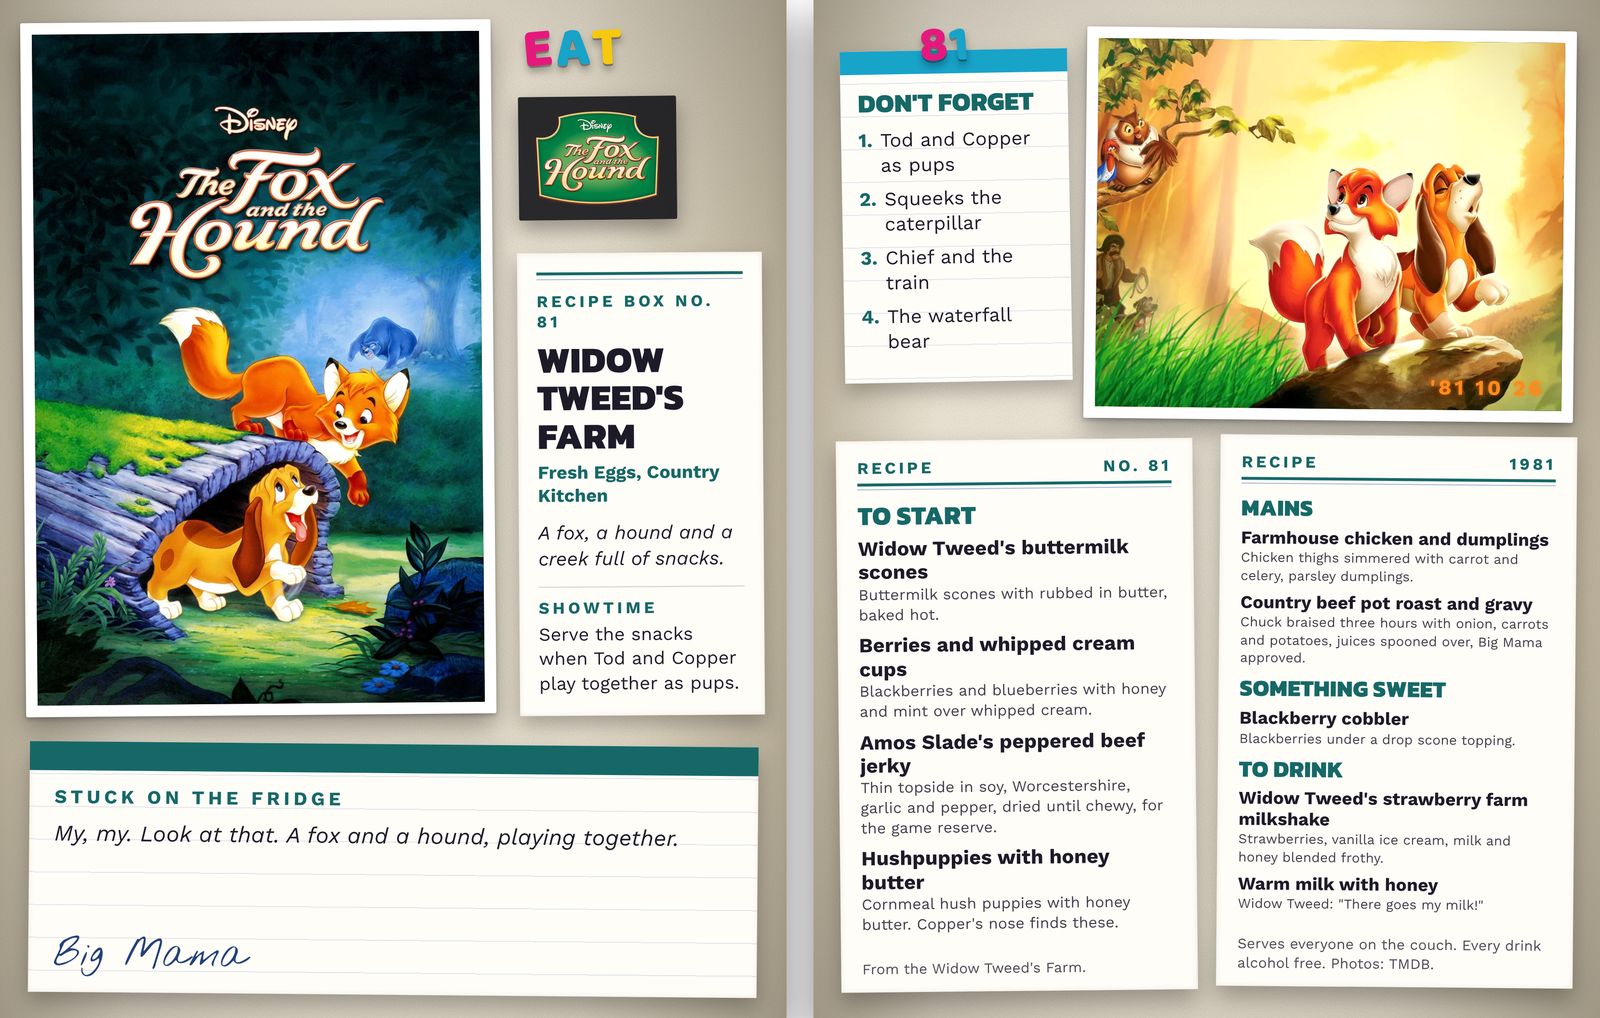 Disney
The Fox
and the
Hound
EAT
Disney
The Fox
and the
Hound
RECIPE BOX NO.
81
WIDOW
TWEED'S
FARM
Fresh Eggs, Country
Kitchen
A fox, a hound and a
creek full of snacks.
SHOWTIME
Serve the snacks
when Tod and Copper
play together as pups.
STUCK ON THE FRIDGE
My, my. Look at that. A fox and a hound, playing together.
Big Mama
81
DON'T FORGET
1. Tod and Copper
as pups
2. Squeeks the
caterpillar
3. Chief and the
train
4. The waterfall
bear
'81 10 26
RECIPE NO. 81
TO START
Widow Tweed's buttermilk
scones
Buttermilk scones with rubbed in butter,
baked hot.
Berries and whipped cream
cups
Blackberries and blueberries with honey
and mint over whipped cream.
Amos Slade's peppered beef
jerky
Thin topside in soy, Worcestershire,
garlic and pepper, dried until chewy, for
the game reserve.
Hushpuppies with honey
butter
Cornmeal hush puppies with honey
butter. Copper's nose finds these.
From the Widow Tweed's Farm.
RECIPE 1981
MAINS
Farmhouse chicken and dumplings
Chicken thighs simmered with carrot and
celery, parsley dumplings.
Country beef pot roast and gravy
Chuck braised three hours with onion, carrots
and potatoes, juices spooned over, Big Mama
approved.
SOMETHING SWEET
Blackberry cobbler
Blackberries under a drop scone topping.
TO DRINK
Widow Tweed's strawberry farm
milkshake
Strawberries, vanilla ice cream, milk and
honey blended frothy.
Warm milk with honey
Widow Tweed: "There goes my milk!"
Serves everyone on the couch. Every drink
alcohol free. Photos: TMDB.